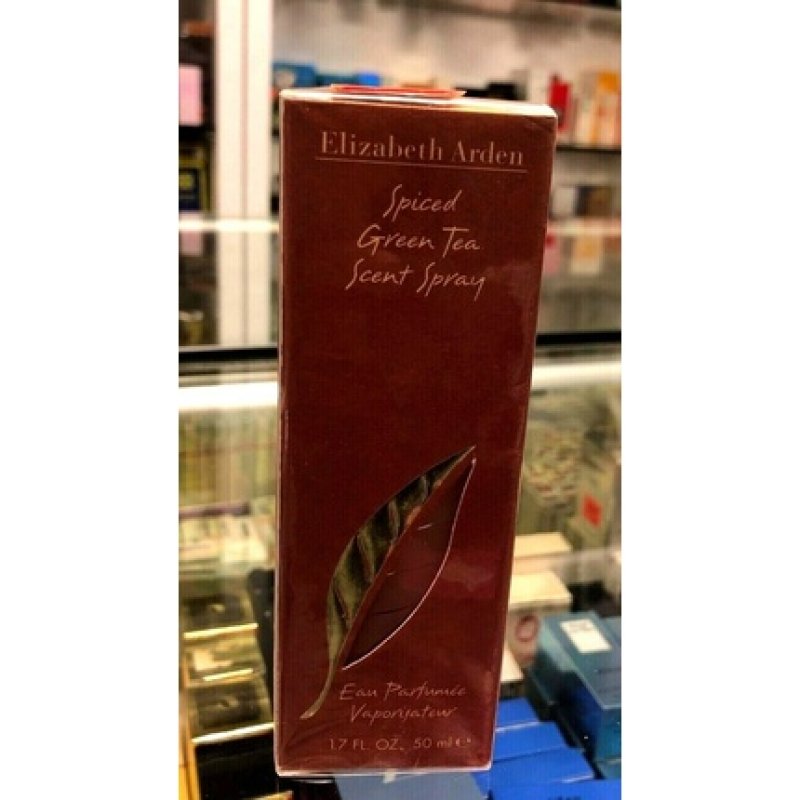 Elizabeth Arden
Spiced
Green Tea
Scent Spray
Eau Parfumée
Vaporisateur
1.7 FL. OZ. 50 ml ℮